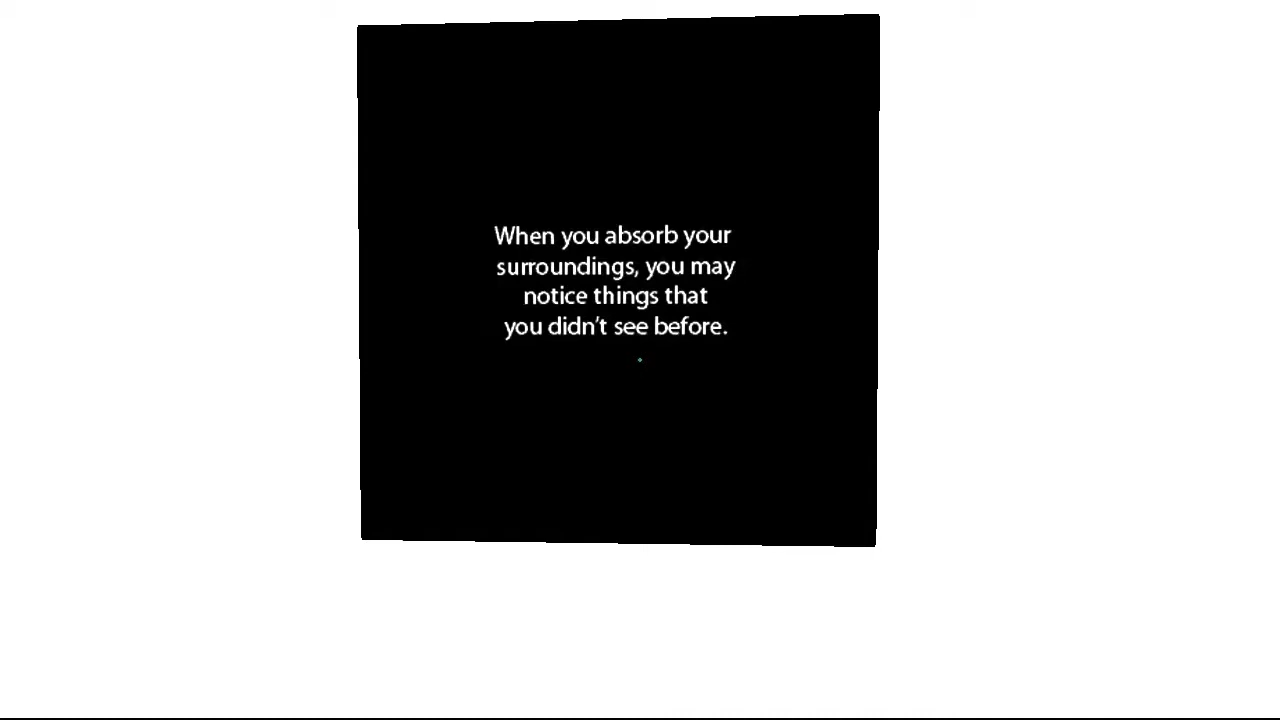 When you absorb your
surroundings, you may
notice things that
you didn't see before.